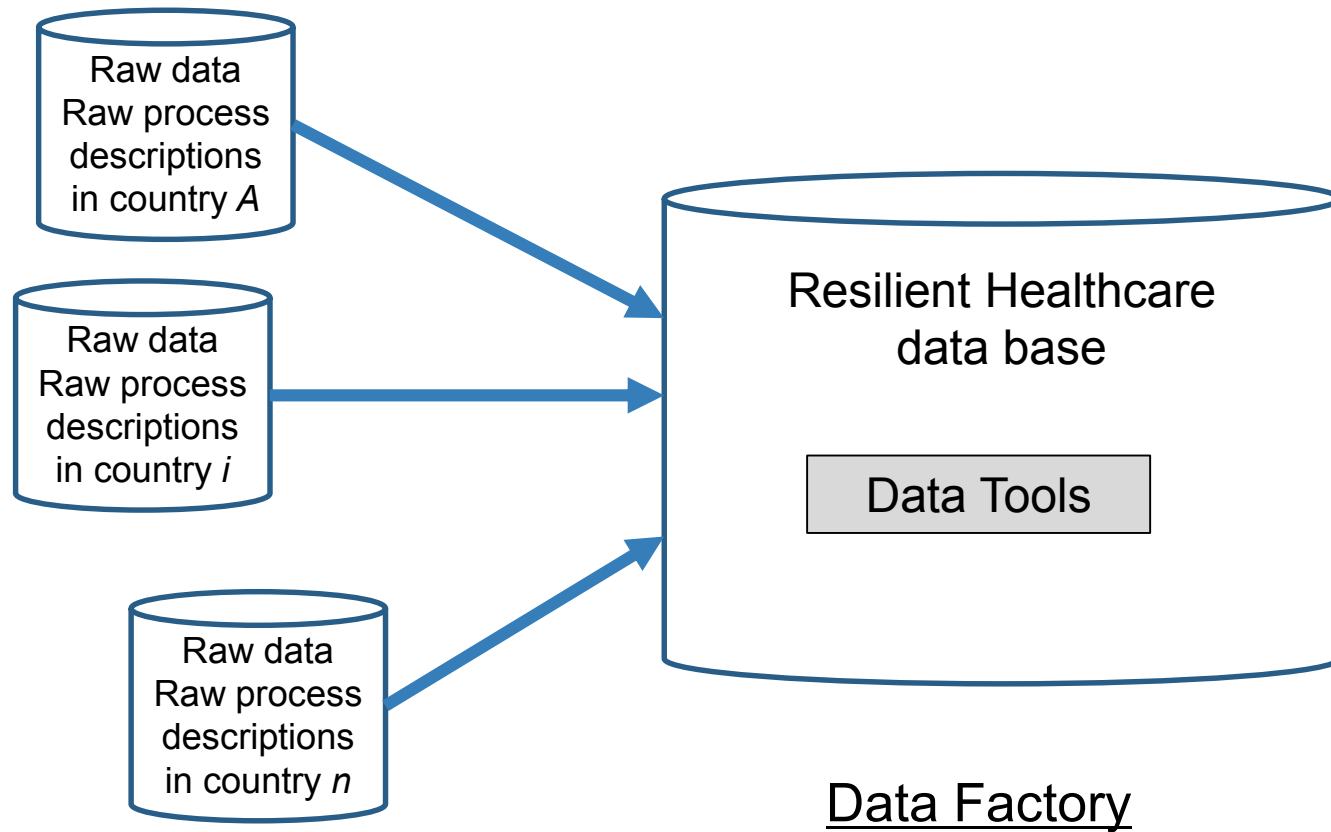 Raw data
Raw process
descriptions
in country A
Raw data
Raw process
descriptions
in country i
Raw data
Raw process
descriptions
in country n
Resilient Healthcare
data base
Data Tools
Data Factory